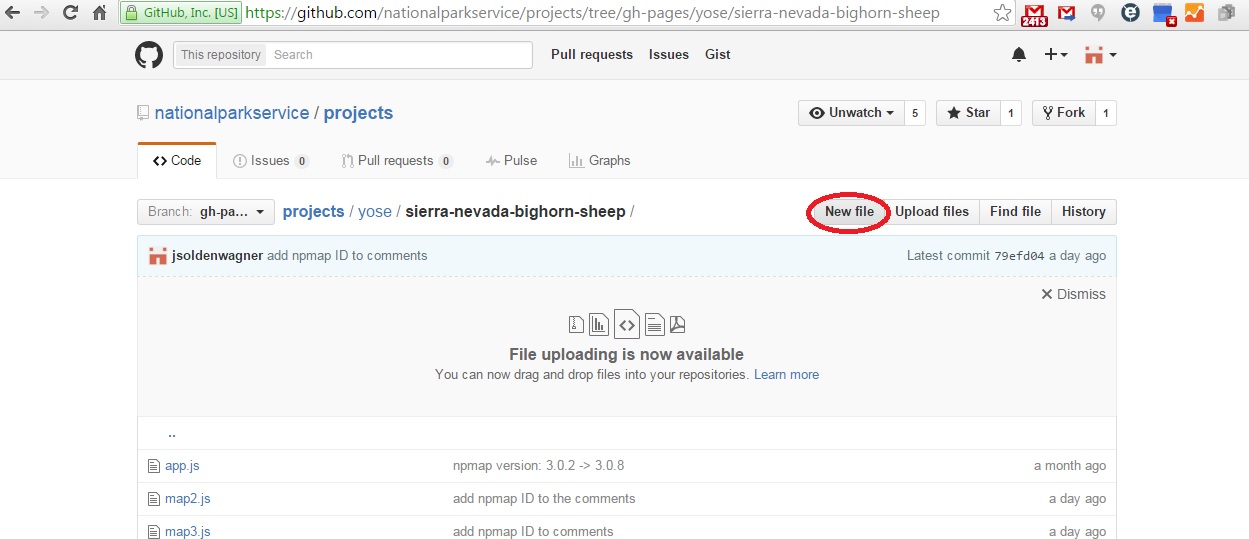 GitHub, Inc. [US] https://github.com/nationalparkservice/projects/tree/gh-pages/yose/sierra-nevada-bighorn-sheep 2413
This repository Search Pull requests Issues Gist
nationalparkservice / projects Unwatch 5 Star 1 Fork 1
Code Issues 0 Pull requests 0 Pulse Graphs
Branch: gh-pa... projects / yose / sierra-nevada-bighorn-sheep / New file Upload files Find file History
jsoldenwagner add npmap ID to comments Latest commit 79efd04 a day ago
Dismiss
File uploading is now available
You can now drag and drop files into your repositories. Learn more
..
app.js npmap version: 3.0.2 -> 3.0.8 a month ago
map2.js add npmap ID to the comments a day ago
map3.js add npmap ID to comments a day ago